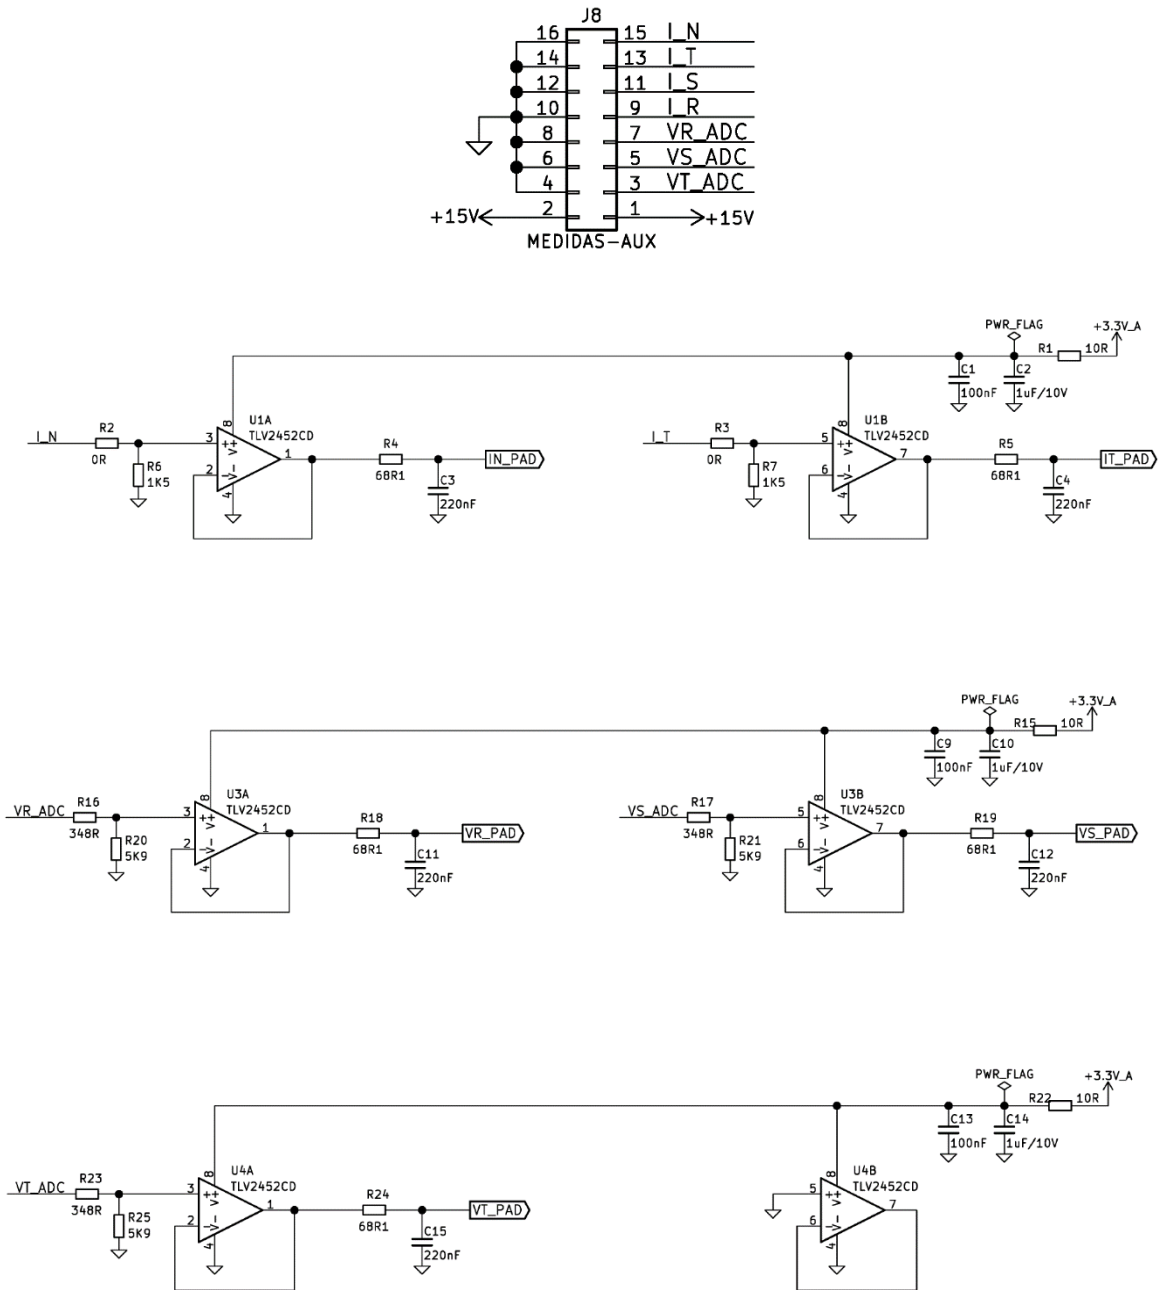 J8
16 15 I_N
14 13 I_T
12 11 I_S
10 9 I_R
8 7 VR_ADC
6 5 VS_ADC
4 3 VT_ADC
+15V 2 1 +15V
MEDIDAS-AUX
PWR_FLAG
+3.3V_A
R1 10R
C1
100nF
C2
1uF/10V
I_N
R2
0R
R6
1K5
U1A
TLV2452CD
3
2
8
4
1
V+
V-
R4
68R1
C3
220nF
IN_PAD
I_T
R3
0R
R7
1K5
U1B
TLV2452CD
5
6
8
4
7
V+
V-
R5
68R1
C4
220nF
IT_PAD
PWR_FLAG
+3.3V_A
R15 10R
C9
100nF
C10
1uF/10V
VR_ADC
R16
348R
R20
5K9
U3A
TLV2452CD
3
2
8
4
1
V+
V-
R18
68R1
C11
220nF
VR_PAD
VS_ADC
R17
348R
R21
5K9
U3B
TLV2452CD
5
6
8
4
7
V+
V-
R19
68R1
C12
220nF
VS_PAD
PWR_FLAG
+3.3V_A
R22 10R
C13
100nF
C14
1uF/10V
VT_ADC
R23
348R
R25
5K9
U4A
TLV2452CD
3
2
8
4
1
V+
V-
R24
68R1
C15
220nF
VT_PAD
U4B
TLV2452CD
5
6
8
4
7
V+
V-